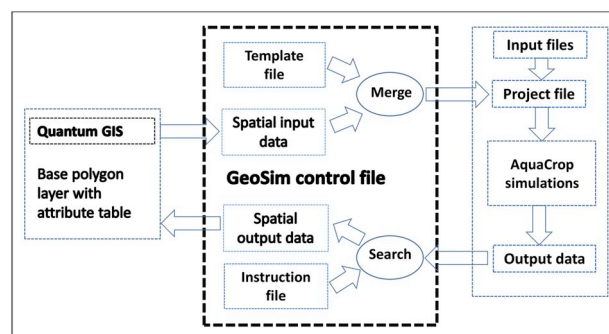 Quantum GIS
Base polygon
layer with
attribute table
Template
file
Spatial input
data
Merge
GeoSim control file
Spatial
output data
Instruction
file
Search
Input files
Project file
AquaCrop
simulations
Output data